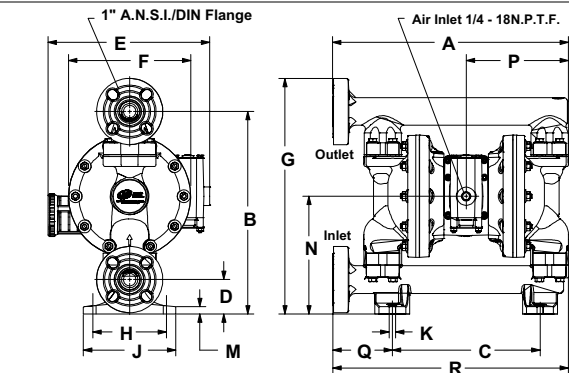 1" A.N.S.I./DIN Flange
E
F
B
D
H
J
M
Air Inlet 1/4 - 18N.P.T.F.
A
P
G
Outlet
N
Inlet
K
Q
C
R